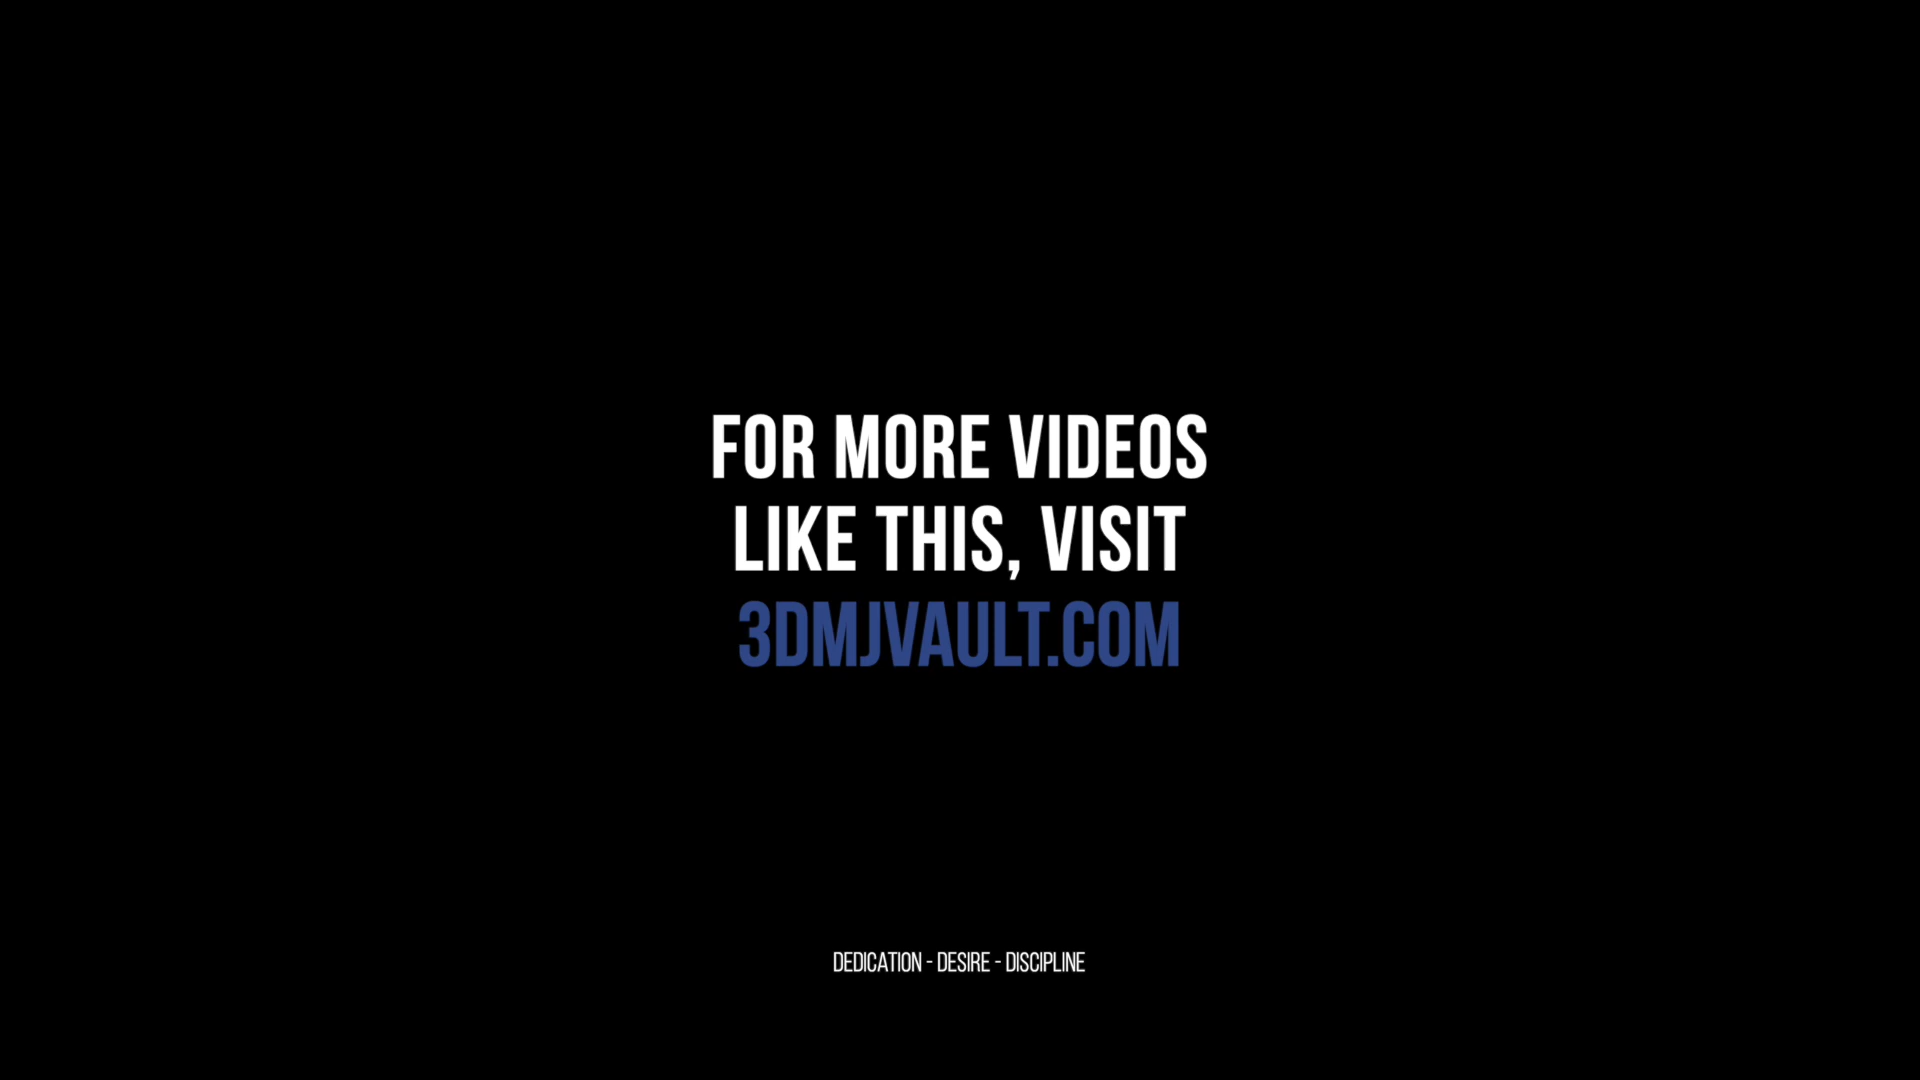 FOR MORE VIDEOS
LIKE THIS, VISIT
3DMJVAULT.COM
DEDICATION - DESIRE - DISCIPLINE